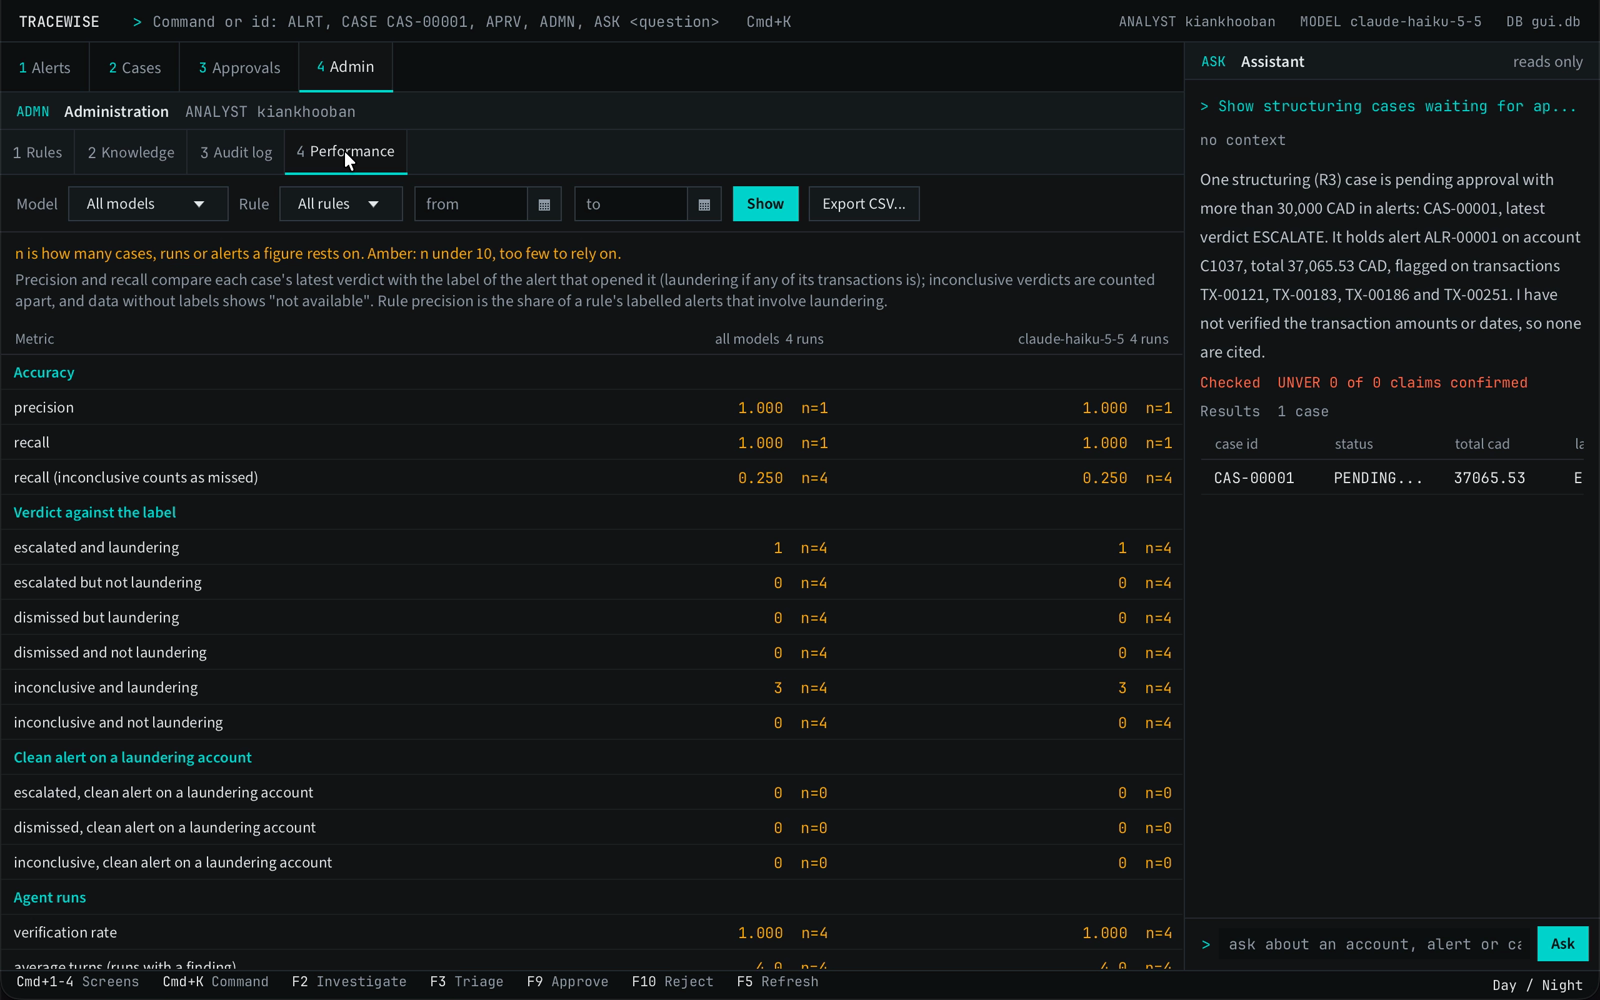 TRACEWISE > Command or id: ALRT, CASE CAS-00001, APRV, ADMN, ASK <question> Cmd+K ANALYST kiankhooban MODEL claude-haiku-5-5 DB gui.db
1 Alerts 2 Cases 3 Approvals 4 Admin
ADMN Administration ANALYST kiankhooban
1 Rules 2 Knowledge 3 Audit log 4 Performance
Model All models Rule All rules from to Show Export CSV...
n is how many cases, runs or alerts a figure rests on. Amber: n under 10, too few to rely on.
Precision and recall compare each case's latest verdict with the label of the alert that opened it (laundering if any of its transactions is); inconclusive verdicts are counted
apart, and data without labels shows "not available". Rule precision is the share of a rule's labelled alerts that involve laundering.
Metric all models 4 runs claude-haiku-5-5 4 runs
Accuracy
precision 1.000 n=1 1.000 n=1
recall 1.000 n=1 1.000 n=1
recall (inconclusive counts as missed) 0.250 n=4 0.250 n=4
Verdict against the label
escalated and laundering 1 n=4 1 n=4
escalated but not laundering 0 n=4 0 n=4
dismissed but laundering 0 n=4 0 n=4
dismissed and not laundering 0 n=4 0 n=4
inconclusive and laundering 3 n=4 3 n=4
inconclusive and not laundering 0 n=4 0 n=4
Clean alert on a laundering account
escalated, clean alert on a laundering account 0 n=0 0 n=0
dismissed, clean alert on a laundering account 0 n=0 0 n=0
inconclusive, clean alert on a laundering account 0 n=0 0 n=0
Agent runs
verification rate 1.000 n=4 1.000 n=4
average turns (runs with a finding) 4.0 n=4 4.0 n=4
ASK Assistant reads only
> Show structuring cases waiting for ap...
no context
One structuring (R3) case is pending approval with
more than 30,000 CAD in alerts: CAS-00001, latest
verdict ESCALATE. It holds alert ALR-00001 on account
C1037, total 37,065.53 CAD, flagged on transactions
TX-00121, TX-00183, TX-00186 and TX-00251. I have
not verified the transaction amounts or dates, so none
are cited.
Checked UNVER 0 of 0 claims confirmed
Results 1 case
case id status total cad la
CAS-00001 PENDING... 37065.53 E
> ask about an account, alert or ca Ask
Cmd+1-4 Screens Cmd+K Command F2 Investigate F3 Triage F9 Approve F10 Reject F5 Refresh Day / Night